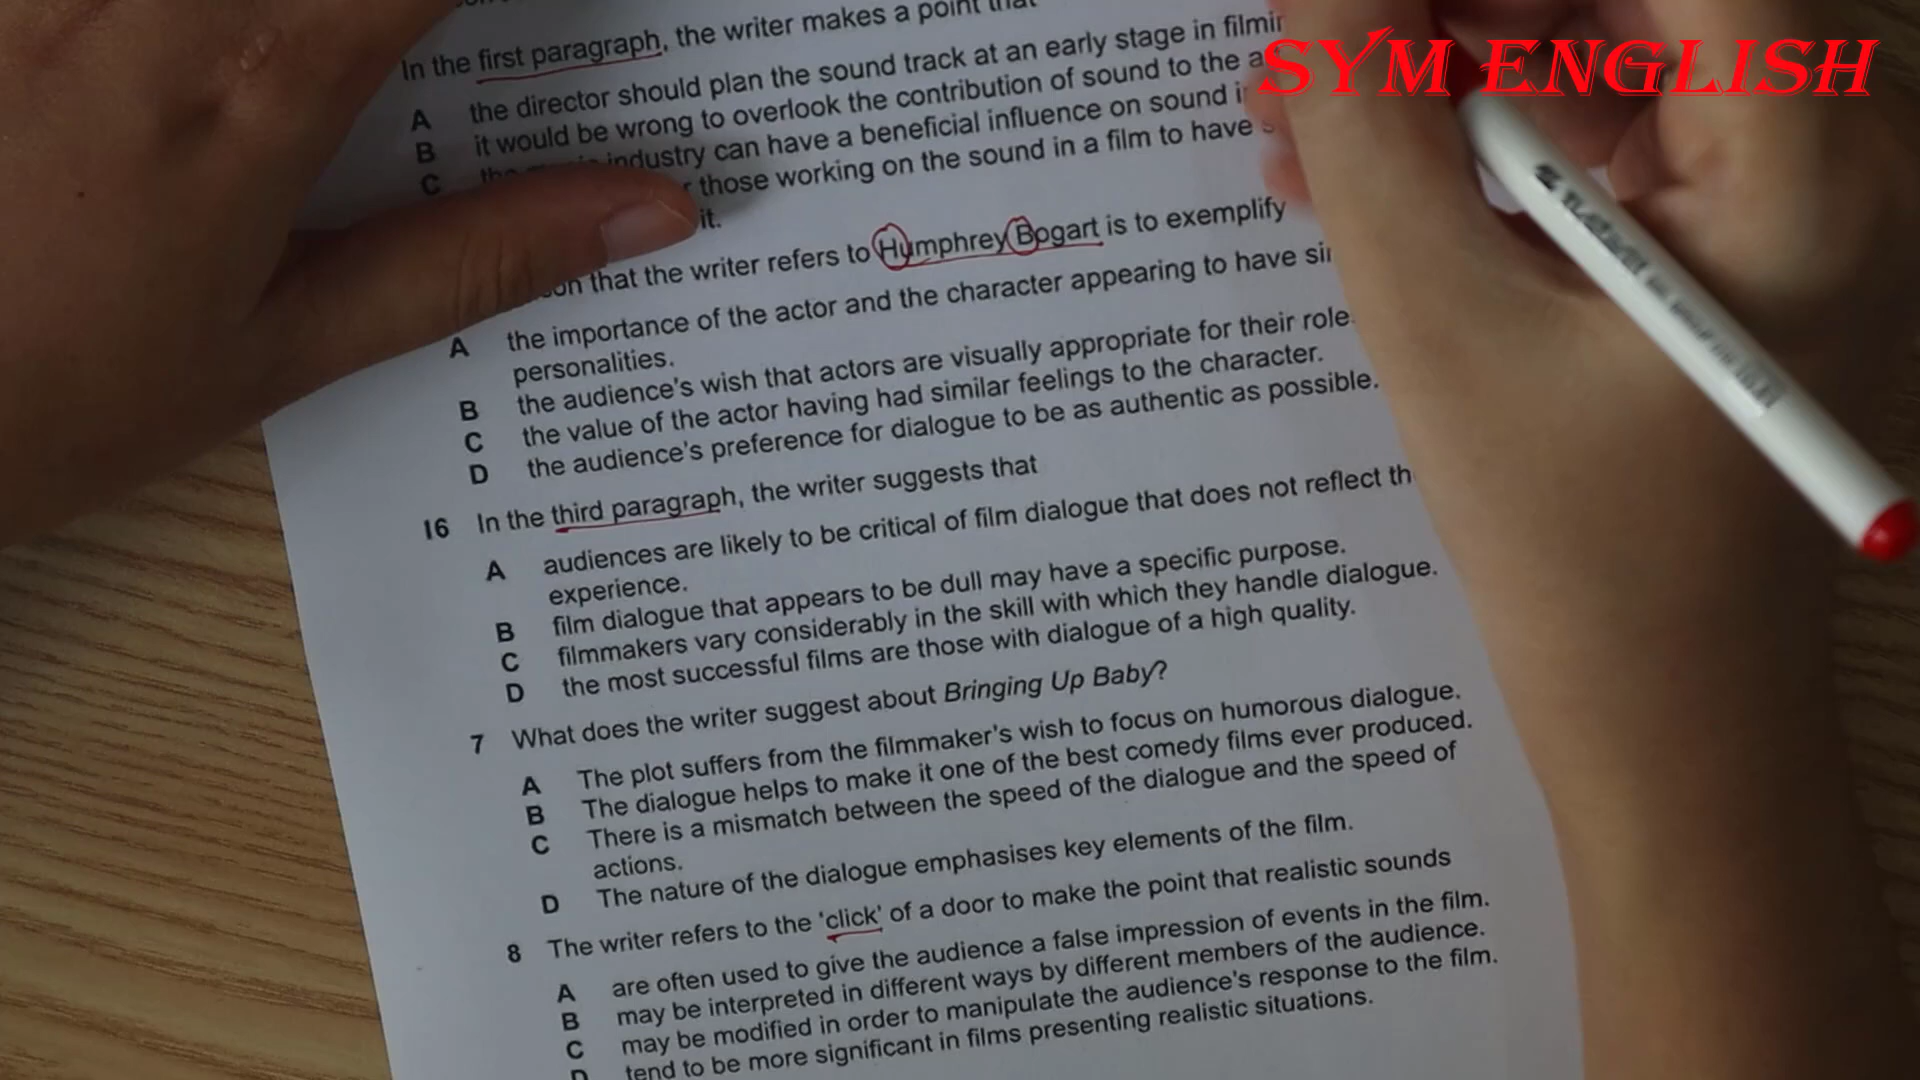 In the first paragraph, the writer makes a point that
A the director should plan the sound track at an early stage in
B it would be wrong to overlook the contribution of sound to the
C industry can have a beneficial influence on sound
those working on the sound in a film to have
it.
that the writer refers to Humphrey Bogart is to exemplify
A the importance of the actor and the character appearing to have
personalities.
B the audience's wish that actors are visually appropriate for their role
C the value of the actor having had similar feelings to the character.
D the audience's preference for dialogue to be as authentic as possible.
16 In the third paragraph, the writer suggests that
A audiences are likely to be critical of film dialogue that does not reflect
experience.
B film dialogue that appears to be dull may have a specific purpose.
C filmmakers vary considerably in the skill with which they handle dialogue.
D the most successful films are those with dialogue of a high quality.
7 What does the writer suggest about Bringing Up Baby?
A The plot suffers from the filmmaker's wish to focus on humorous dialogue.
B The dialogue helps to make it one of the best comedy films ever produced.
C There is a mismatch between the speed of the dialogue and the speed of
actions.
D The nature of the dialogue emphasises key elements of the film.
8 The writer refers to the 'click' of a door to make the point that realistic sounds
A are often used to give the audience a false impression of events in the film.
B may be interpreted in different ways by different members of the audience.
C may be modified in order to manipulate the audience's response to the film.
D tend to be more significant in films presenting realistic situations.
SYM ENGLISH